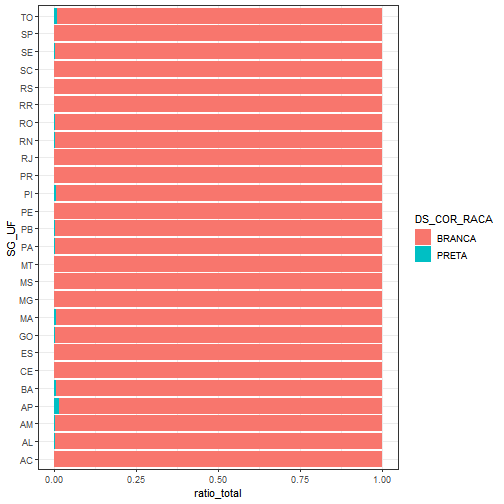 TO
SP
SE
SC
RS
RR
RO
RN
RJ
PR
PI
PE
PB
PA
MT
MS
MG
MA
GO
ES
CE
BA
AP
AM
AL
AC
SG_UF
0.00 0.25 0.50 0.75 1.00
ratio_total
DS_COR_RACA
BRANCA
PRETA